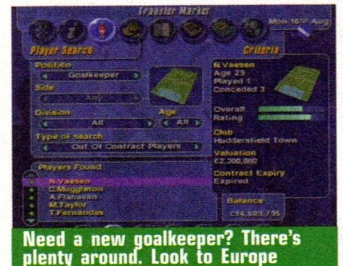 Transfer Market
Mon 16th Aug
Player Search
Criteria
Position
Goalkeeper
Side
Any
Division
Age
All
All
Type of search
Out Of Contract Players
Players Found
N.Vaesen
C.Muggleton
A.Flahavan
M.Taylor
T.Fernandes
N.Vaesen
Age 29
Played 1
Conceded 3
Overall
Rating
Club
Huddersfield Town
Valuation
£2,300,000
Contract Expiry
Expired
Balance
Need a new goalkeeper? There's
plenty around. Look to Europe